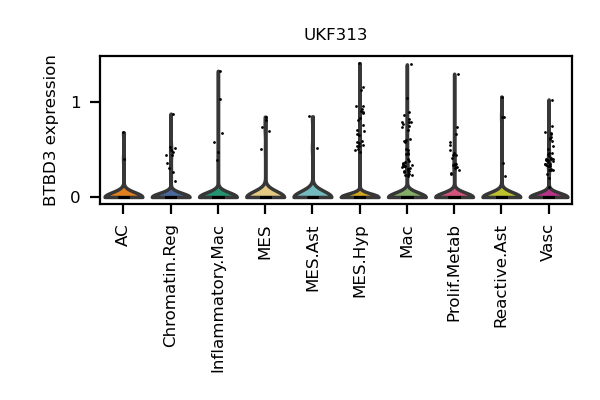 UKF313
BTBD3 expression
1
0
AC
Chromatin.Reg
Inflammatory.Mac
MES
MES.Ast
MES.Hyp
Mac
Prolif.Metab
Reactive.Ast
Vasc